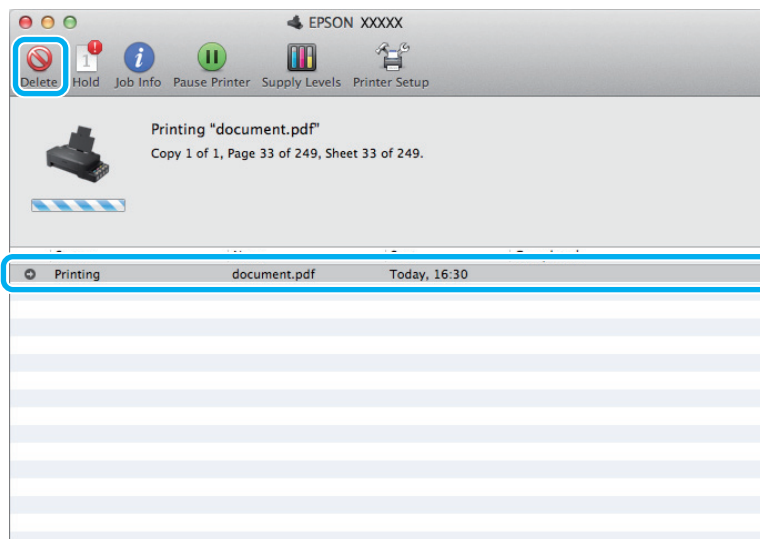 EPSON XXXXX
1
Delete Hold Job Info Pause Printer Supply Levels Printer Setup
Printing "document.pdf"
Copy 1 of 1, Page 33 of 249, Sheet 33 of 249.
Printing document.pdf Today, 16:30